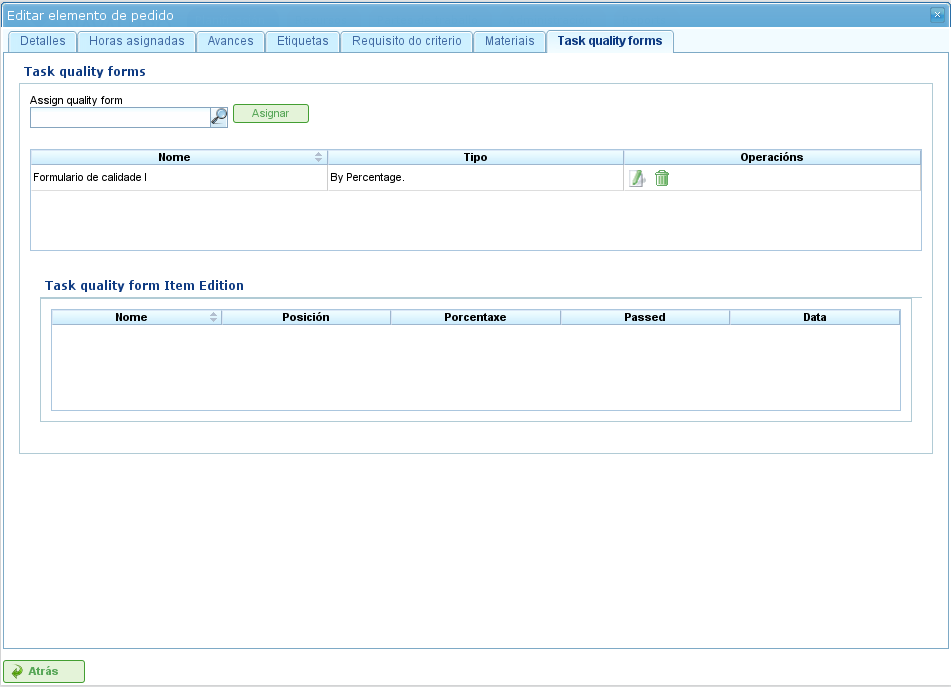 Editar elemento de pedido
Detalles Horas asignadas Avances Etiquetas Requisito do criterio Materiais Task quality forms
Task quality forms
Assign quality form
Asignar
Nome Tipo Operacións
Formulario de calidade I By Percentage.
Task quality form Item Edition
Nome Posición Porcentaxe Passed Data
Atrás